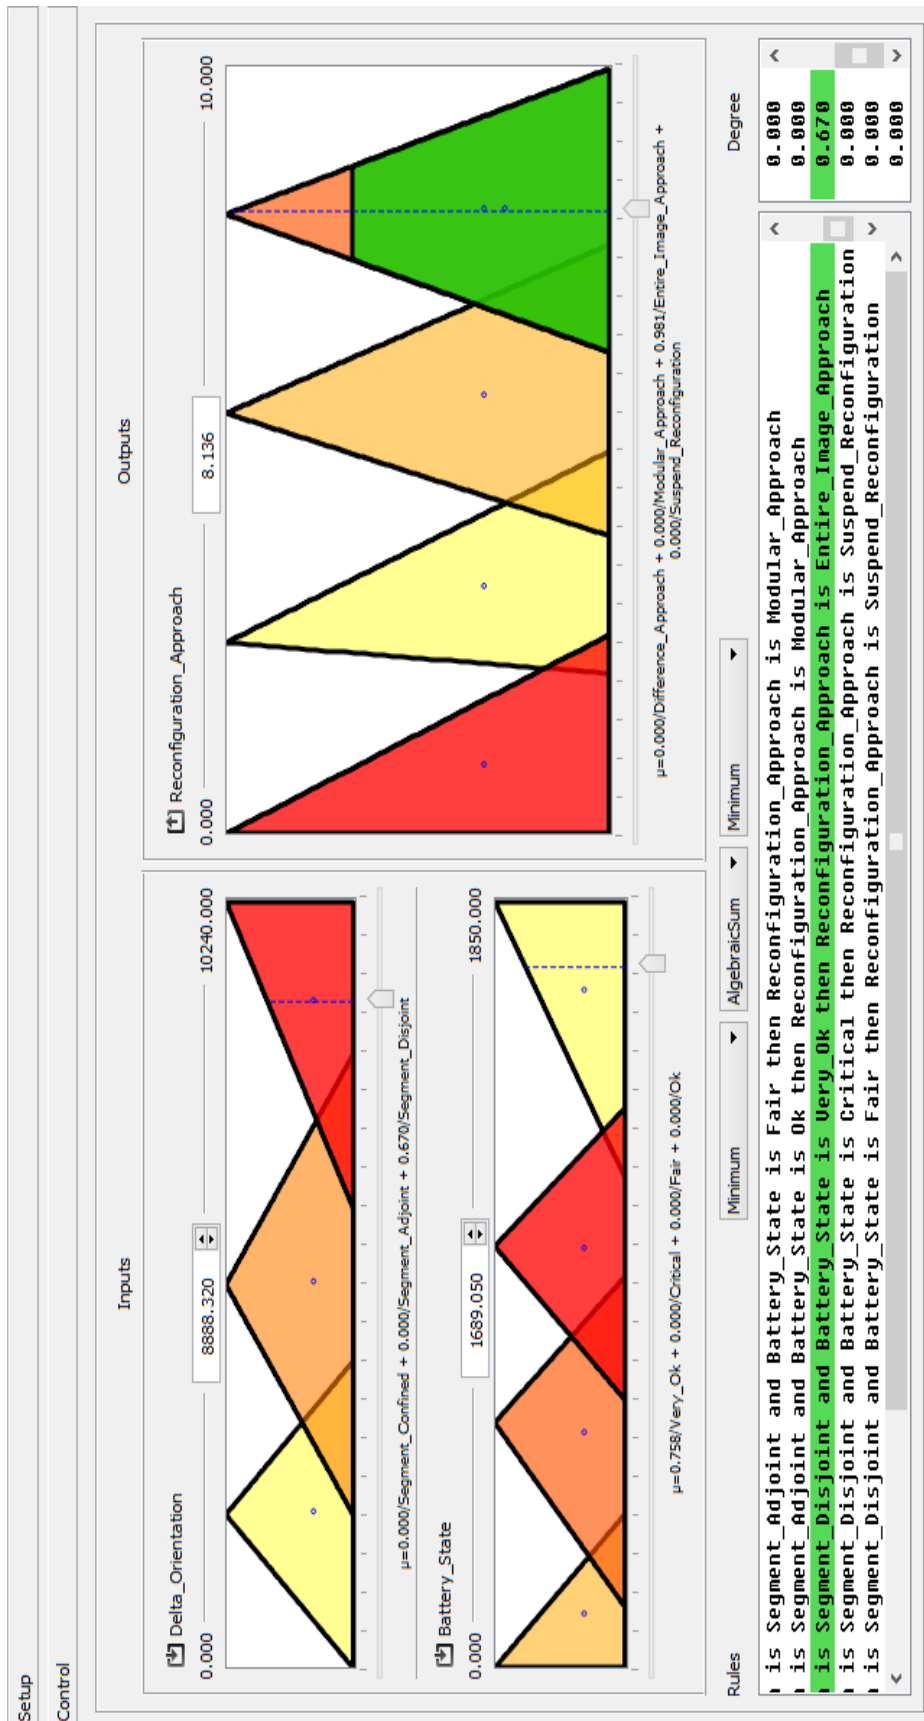 Setup
Control
Inputs
Delta_Orientation
0.000
8888.320
10240.000
μ=0.000/Segment_Confined + 0.000/Segment_Adjoint + 0.670/Segment_Disjoint
Battery_State
0.000
1689.050
1850.000
μ=0.758/Very_Ok + 0.000/Critical + 0.000/Fair + 0.000/Ok
Outputs
Reconfiguration_Approach
0.000
8.136
10.000
μ=0.000/Difference_Approach + 0.000/Modular_Approach + 0.981/Entire_Image_Approach +
0.000/Suspend_Reconfiguration
Rules
Minimum
AlgebraicSum
Minimum
Degree
is Segment_Adjoint and Battery_State is Fair then Reconfiguration_Approach is Modular_Approach
is Segment_Adjoint and Battery_State is Ok then Reconfiguration_Approach is Modular_Approach
is Segment_Disjoint and Battery_State is Very_Ok then Reconfiguration_Approach is Entire_Image_Approach
is Segment_Disjoint and Battery_State is Critical then Reconfiguration_Approach is Suspend_Reconfiguration
is Segment_Disjoint and Battery_State is Fair then Reconfiguration_Approach is Suspend_Reconfiguration
0.000
0.000
0.670
0.000
0.000
0.000